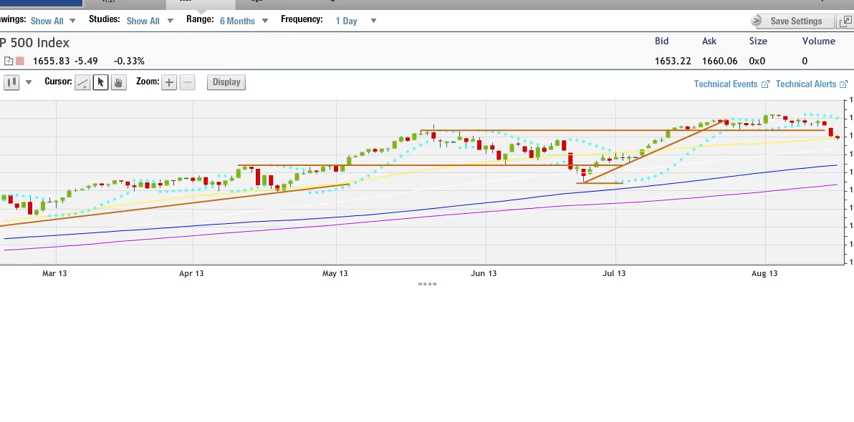 wings: Show All Studies: Show All Range: 6 Months Frequency: 1 Day Save Settings
P 500 Index Bid Ask Size Volume
1655.83 -5.49 -0.33% 1653.22 1660.06 0x0 0
Cursor: Zoom: Display Technical Events Technical Alerts
Mar 13 Apr 13 May 13 Jun 13 Jul 13 Aug 13